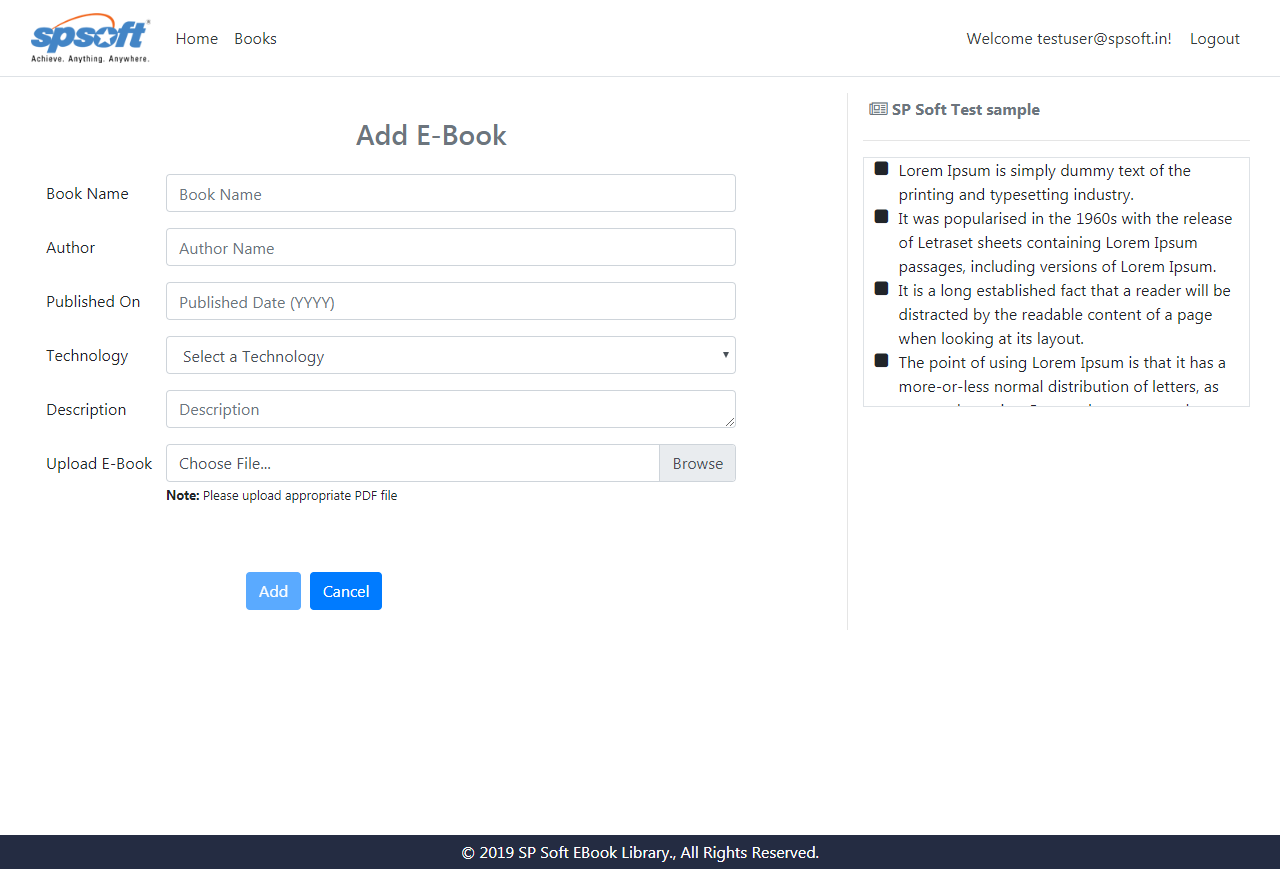 spsoft
Achieve. Anything. Anywhere.
Home Books
Welcome testuser@spsoft.in! Logout
Add E-Book
Book Name Book Name
Author Author Name
Published On Published Date (YYYY)
Technology Select a Technology
Description Description
Upload E-Book Choose File... Browse
Note: Please upload appropriate PDF file
Add Cancel
SP Soft Test sample
Lorem Ipsum is simply dummy text of the
printing and typesetting industry.
It was popularised in the 1960s with the release
of Letraset sheets containing Lorem Ipsum
passages, including versions of Lorem Ipsum.
It is a long established fact that a reader will be
distracted by the readable content of a page
when looking at its layout.
The point of using Lorem Ipsum is that it has a
more-or-less normal distribution of letters, as
© 2019 SP Soft EBook Library., All Rights Reserved.